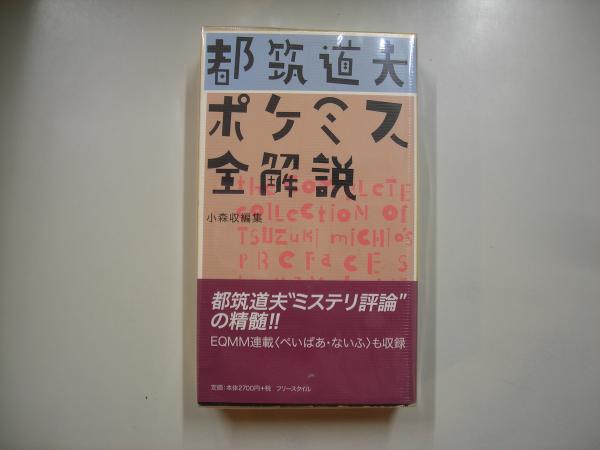 都筑道夫
ポケミス
全解説
the COMPLETE
COLLECTION OF
TSUZUKI MICHIO's
PREFACES
小森収編集
都筑道夫“ミステリ評論”
の精髄!!
EQMM連載〈ぺいぱあ・ないふ〉も収録
定価：本体2700円+税 フリースタイル